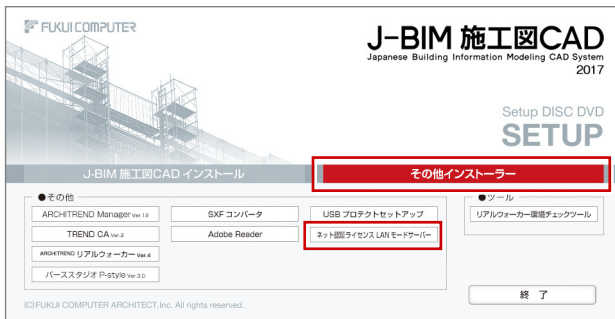 FUKUI COMPUTER
J-BIM 施工図CAD
Japanese Building Information Modeling CAD System
2017
Setup DISC DVD
SETUP
J-BIM 施工図CAD インストール
その他インストーラー
●その他
ARCHITREND Manager Ver.12
SXF コンバータ
USB プロテクトセットアップ
TREND CA Ver.2
Adobe Reader
ネット認証ライセンス LAN モードサーバー
ARCHITREND リアルウォーカー Ver.4
パーススタジオ P-style Ver.3.0
●ツール
リアルウォーカー環境チェックツール
終 了
(C)FUKUI COMPUTER ARCHITECT,Inc. All rights reserved.